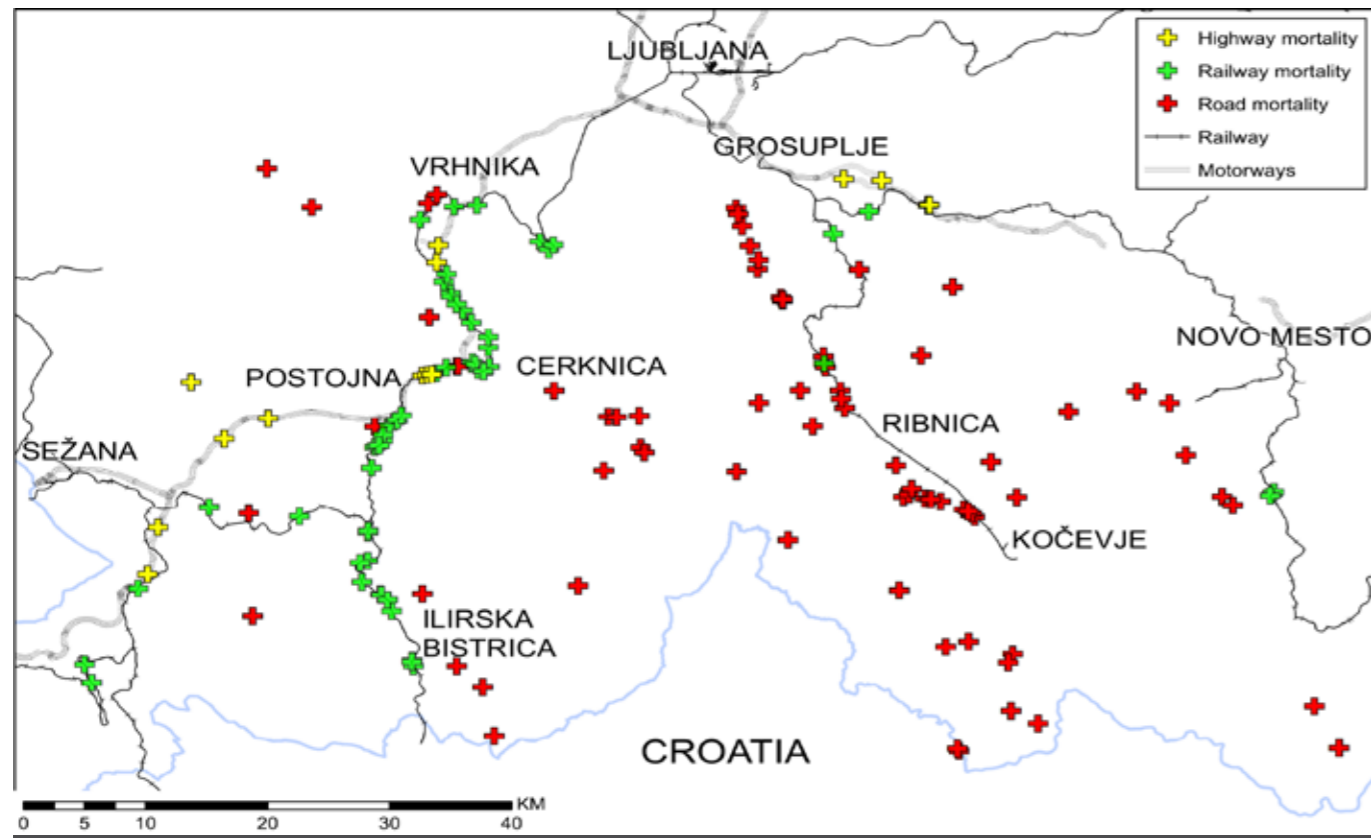 LJUBLJANA
Highway mortality
Railway mortality
Road mortality
Railway
Motorways
GROSUPLJE
VRHNIKA
NOVO MESTO
POSTOJNA
CERKNICA
RIBNICA
SEŽANA
KOČEVJE
ILIRSKA
BISTRICA
CROATIA
KM
0 5 10 20 30 40